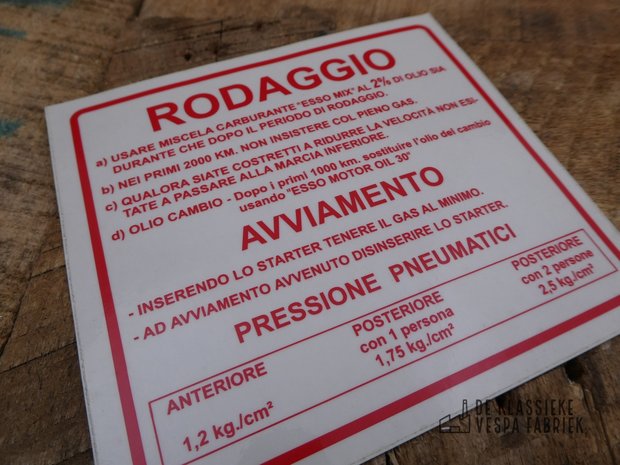 RODAGGIO
a) USARE MISCELA CARBURANTE "ESSO MIX" AL 2% DI OLIO SIA
DURANTE CHE DOPO IL PERIODO DI RODAGGIO.
b) NEI PRIMI 2000 KM. NON INSISTERE COL PIENO GAS.
c) QUALORA SIATE COSTRETTI A RIDURRE LA VELOCITÀ NON ESI-
TATE A PASSARE ALLA MARCIA INFERIORE.
d) OLIO CAMBIO - Dopo i primi 1000 km. sostituire l'olio del cambio
usando "ESSO MOTOR OIL 30"
AVVIAMENTO
- INSERENDO LO STARTER TENERE IL GAS AL MINIMO.
- AD AVVIAMENTO AVVENUTO DISINSERIRE LO STARTER.
PRESSIONE PNEUMATICI
ANTERIORE
1,2 kg./cm²
POSTERIORE
con 1 persona
1,75 kg./cm²
POSTERIORE
con 2 persone
2,5 kg./cm²
DE KLASSIEKE
VESPA FABRIEK.